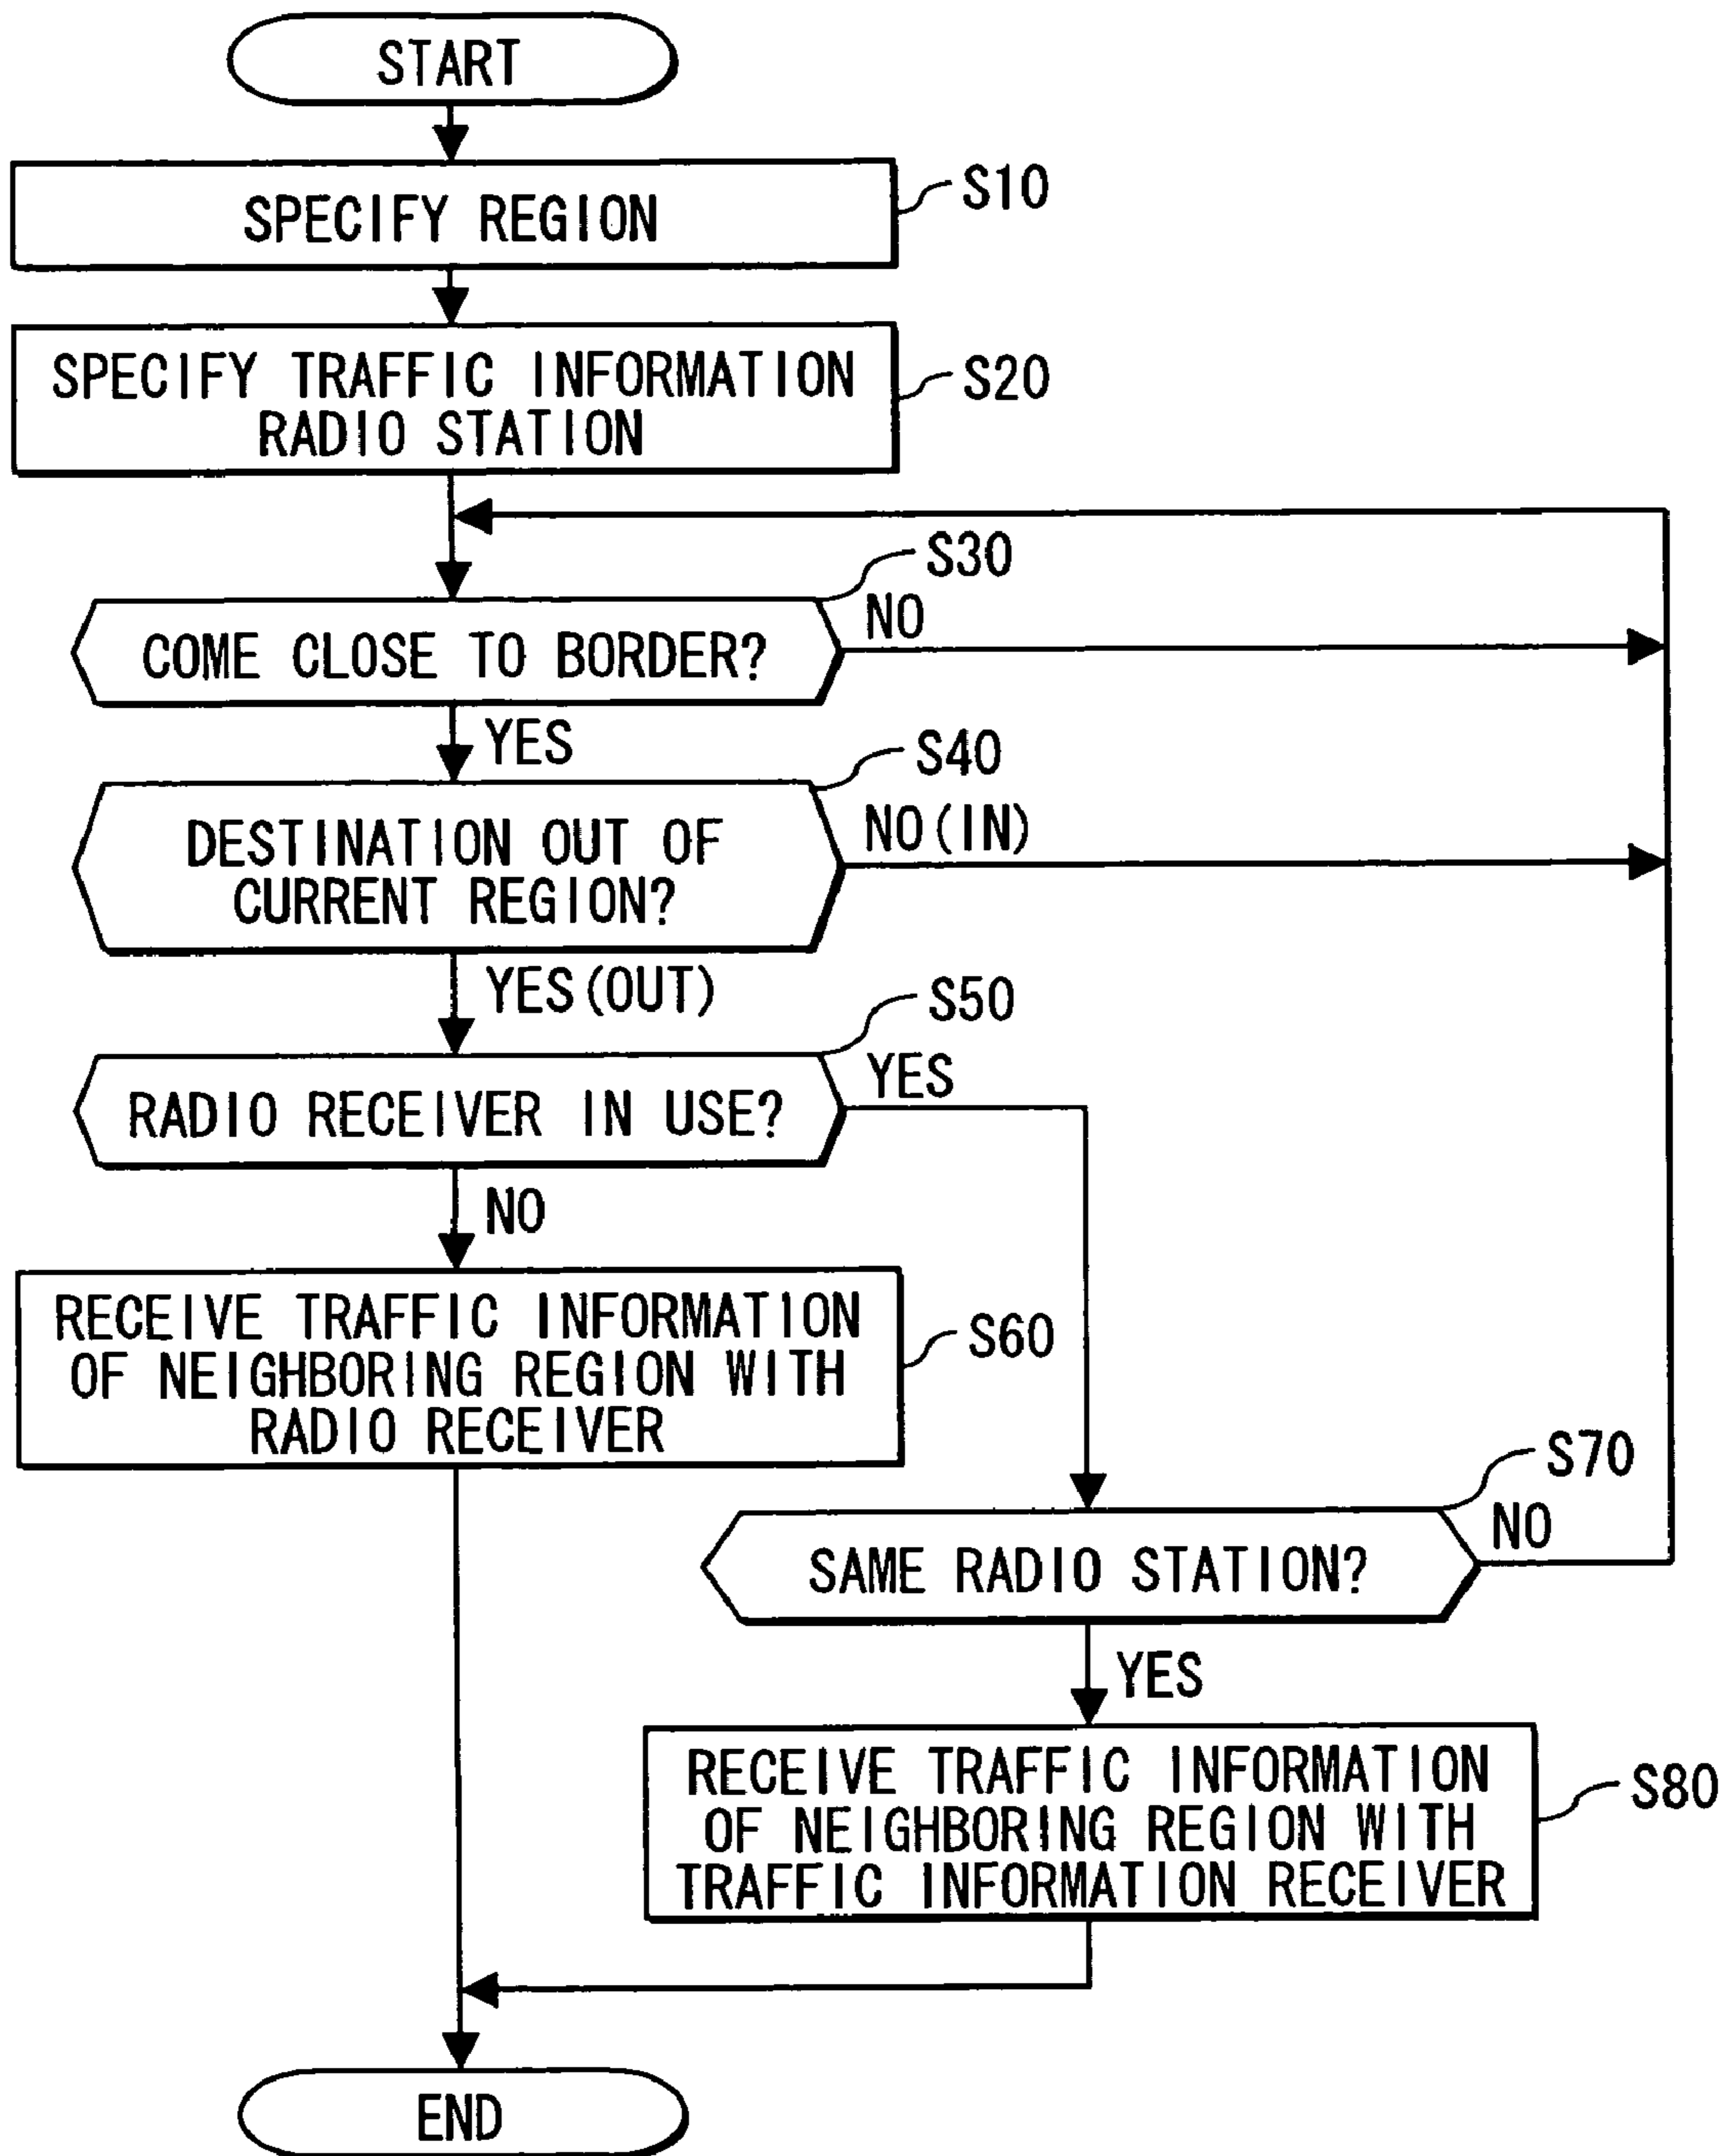 START
SPECIFY REGION
S10
SPECIFY TRAFFIC INFORMATION
RADIO STATION
S20
S30
COME CLOSE TO BORDER?
NO
YES
S40
DESTINATION OUT OF
CURRENT REGION?
NO(IN)
YES(OUT)
S50
RADIO RECEIVER IN USE?
YES
NO
RECEIVE TRAFFIC INFORMATION
OF NEIGHBORING REGION WITH
RADIO RECEIVER
S60
S70
SAME RADIO STATION?
NO
YES
RECEIVE TRAFFIC INFORMATION
OF NEIGHBORING REGION WITH
TRAFFIC INFORMATION RECEIVER
S80
END